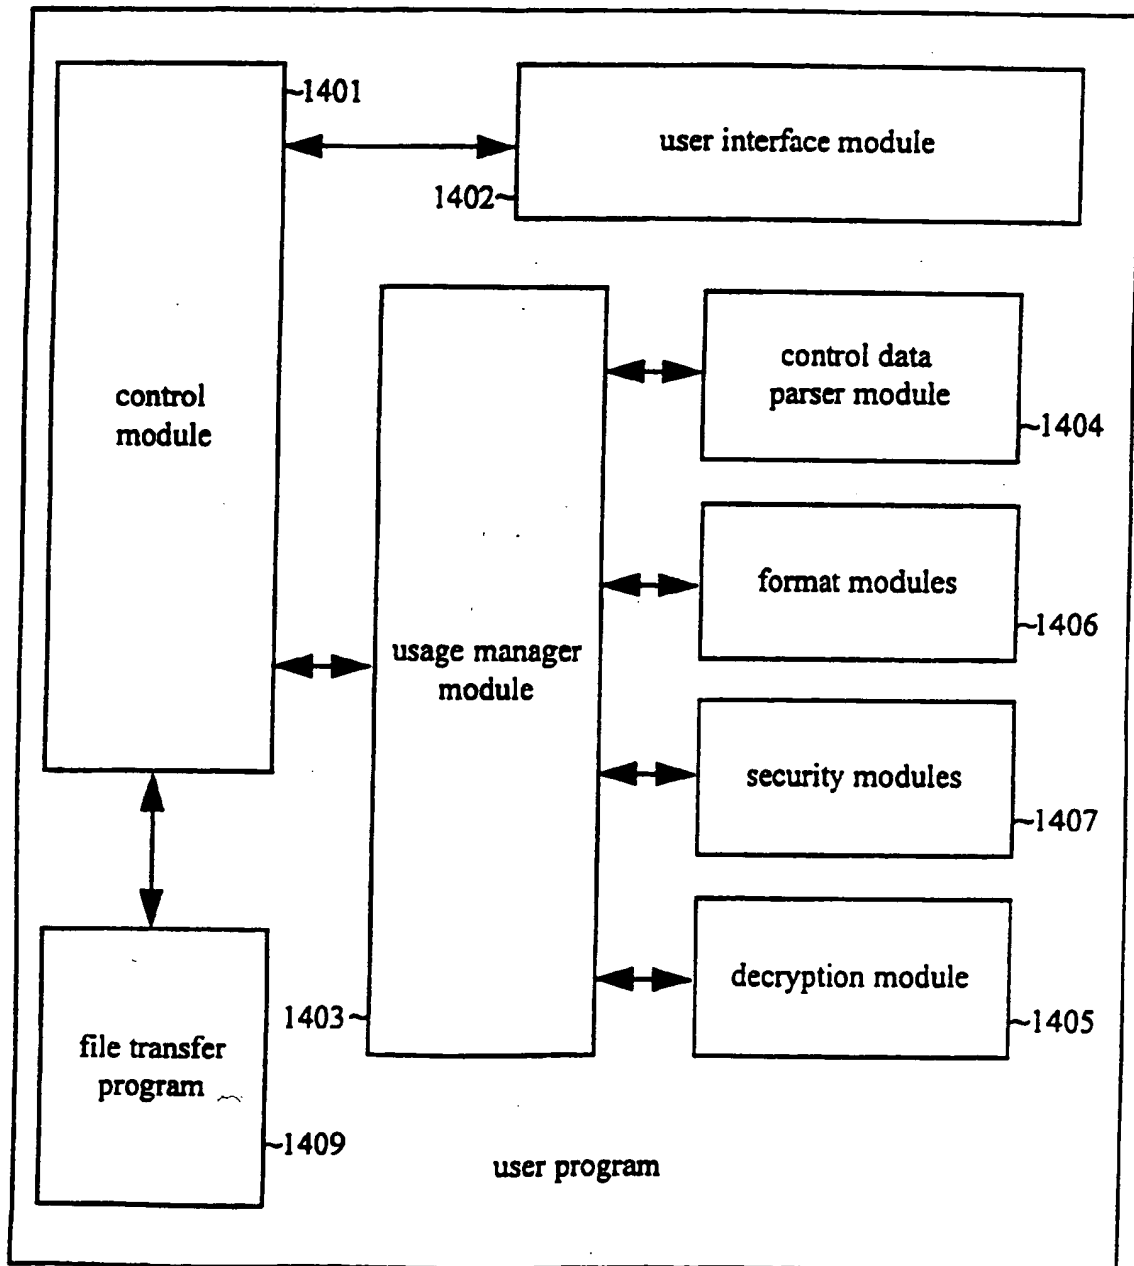 1401
user interface module
1402
control data
parser module
1404
control
module
format modules
1406
usage manager
module
security modules
1407
decryption module
1405
1403
file transfer
program
1409
user program